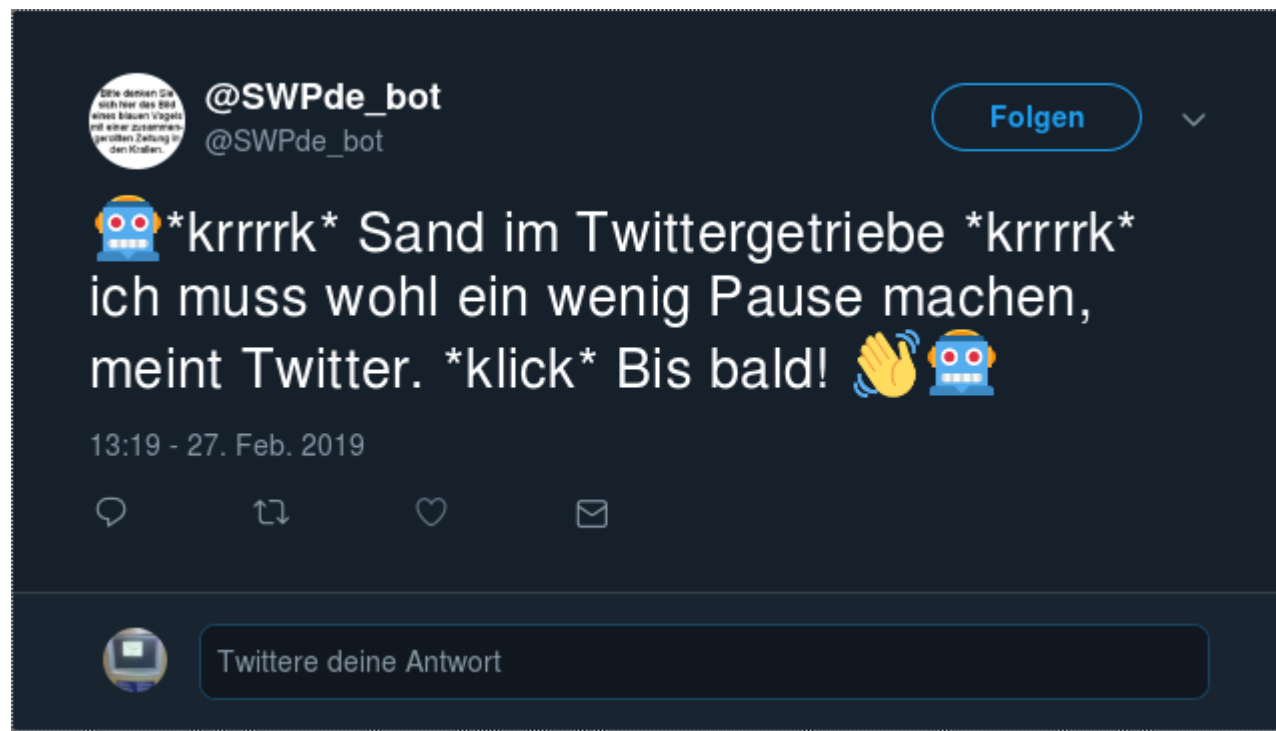 Bitte denken Sie
sich hier das Bild
eines blauen Vogels
mit einer zusammen-
gerollten Zeitung in
den Krallen.
@SWPde_bot
@SWPde_bot
Folgen
🤖*krrrrk* Sand im Twittergetriebe *krrrrk*
ich muss wohl ein wenig Pause machen,
meint Twitter. *klick* Bis bald! 👋🤖
13:19 - 27. Feb. 2019
Twittere deine Antwort